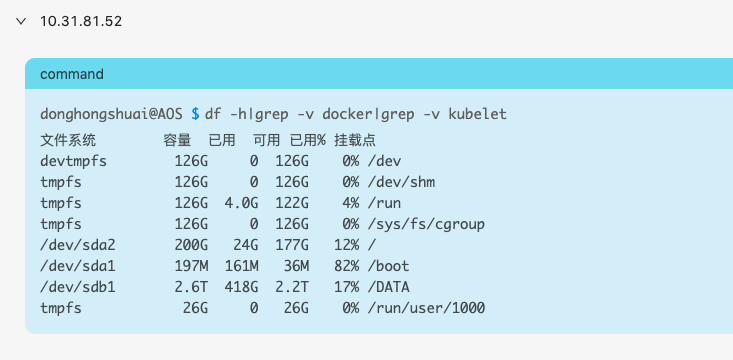 10.31.81.52
command
donghongshuai@AOS $ df -h|grep -v docker|grep -v kubelet
文件系统 容量 已用 可用 已用% 挂载点
devtmpfs 126G 0 126G 0% /dev
tmpfs 126G 0 126G 0% /dev/shm
tmpfs 126G 4.0G 122G 4% /run
tmpfs 126G 0 126G 0% /sys/fs/cgroup
/dev/sda2 200G 24G 177G 12% /
/dev/sda1 197M 161M 36M 82% /boot
/dev/sdb1 2.6T 418G 2.2T 17% /DATA
tmpfs 26G 0 26G 0% /run/user/1000